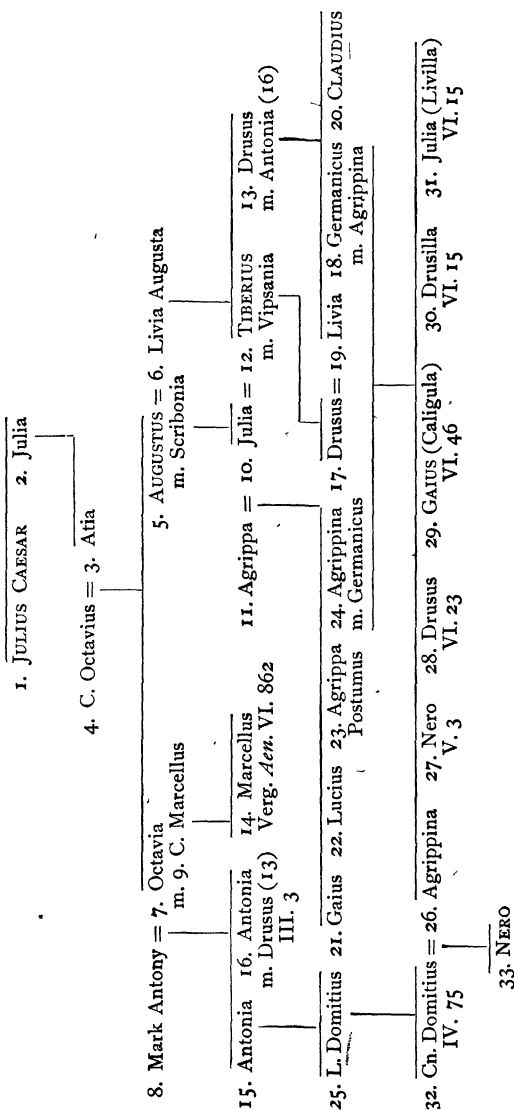 1. JULIUS CAESAR 2. Julia
4. C. Octavius = 3. Atia
8. Mark Antony = 7. Octavia 5. AUGUSTUS = 6. Livia Augusta
m. 9. C. Marcellus m. Scribonia
15. Antonia 16. Antonia 14. Marcellus 11. Agrippa = 10. Julia = 12. TIBERIUS 13. Drusus
m. Drusus (13) Verg. Aen. VI. 862 m. Vipsania m. Antonia (16)
III. 3
25. L. Domitius 21. Gaius 22. Lucius 23. Agrippa 24. Agrippina 17. Drusus = 19. Livia 18. Germanicus 20. CLAUDIUS
Postumus m. Germanicus m. Agrippina
32. Cn. Domitius = 26. Agrippina 27. Nero 28. Drusus 29. GAIUS (Caligula) 30. Drusilla 31. Julia (Livilla)
IV. 75 V. 3 VI. 23 VI. 46 VI. 15 VI. 15
33. NERO